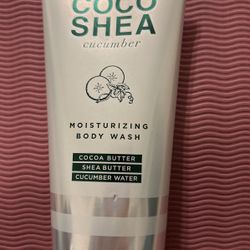 COCO
SHEA
cucumber
MOISTURIZING
BODY WASH
COCOA BUTTER
SHEA BUTTER
CUCUMBER WATER